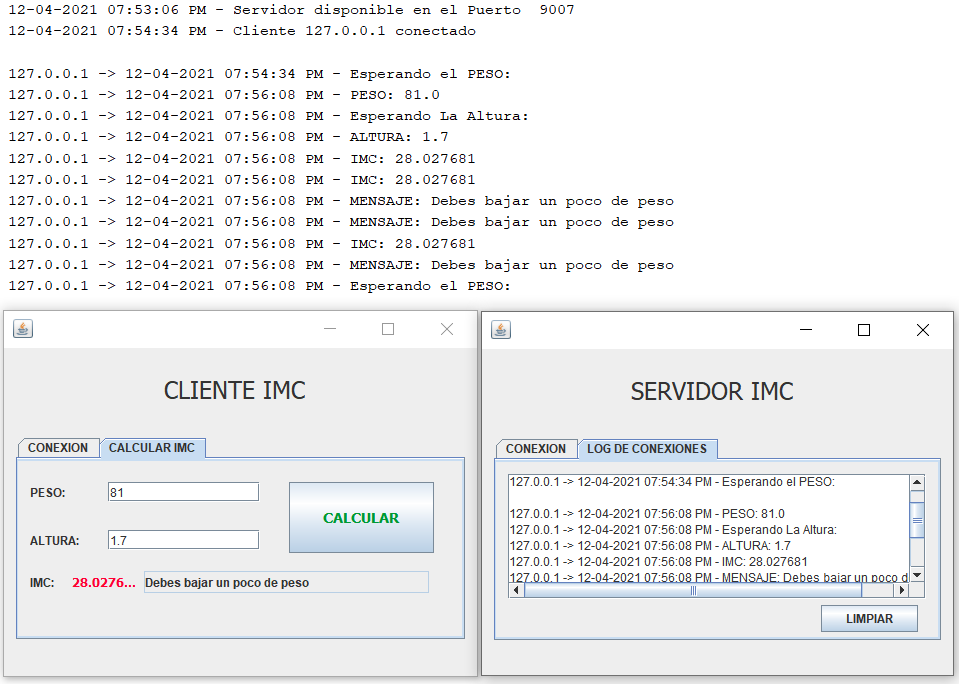 12-04-2021 07:53:06 PM - Servidor disponible en el Puerto  9007
12-04-2021 07:54:34 PM - Cliente 127.0.0.1 conectado
127.0.0.1 -> 12-04-2021 07:54:34 PM - Esperando el PESO:
127.0.0.1 -> 12-04-2021 07:56:08 PM - PESO: 81.0
127.0.0.1 -> 12-04-2021 07:56:08 PM - Esperando La Altura:
127.0.0.1 -> 12-04-2021 07:56:08 PM - ALTURA: 1.7
127.0.0.1 -> 12-04-2021 07:56:08 PM - IMC: 28.027681
127.0.0.1 -> 12-04-2021 07:56:08 PM - IMC: 28.027681
127.0.0.1 -> 12-04-2021 07:56:08 PM - MENSAJE: Debes bajar un poco de peso
127.0.0.1 -> 12-04-2021 07:56:08 PM - MENSAJE: Debes bajar un poco de peso
127.0.0.1 -> 12-04-2021 07:56:08 PM - IMC: 28.027681
127.0.0.1 -> 12-04-2021 07:56:08 PM - MENSAJE: Debes bajar un poco de peso
127.0.0.1 -> 12-04-2021 07:56:08 PM - Esperando el PESO:
CLIENTE IMC
CONEXION CALCULAR IMC
PESO: 81
CALCULAR
ALTURA: 1.7
IMC: 28.0276... Debes bajar un poco de peso
SERVIDOR IMC
CONEXION LOG DE CONEXIONES
127.0.0.1 -> 12-04-2021 07:54:34 PM - Esperando el PESO:
127.0.0.1 -> 12-04-2021 07:56:08 PM - PESO: 81.0
127.0.0.1 -> 12-04-2021 07:56:08 PM - Esperando La Altura:
127.0.0.1 -> 12-04-2021 07:56:08 PM - ALTURA: 1.7
127.0.0.1 -> 12-04-2021 07:56:08 PM - IMC: 28.027681
127.0.0.1 -> 12-04-2021 07:56:08 PM - MENSAJE: Debes bajar un poco d
LIMPIAR